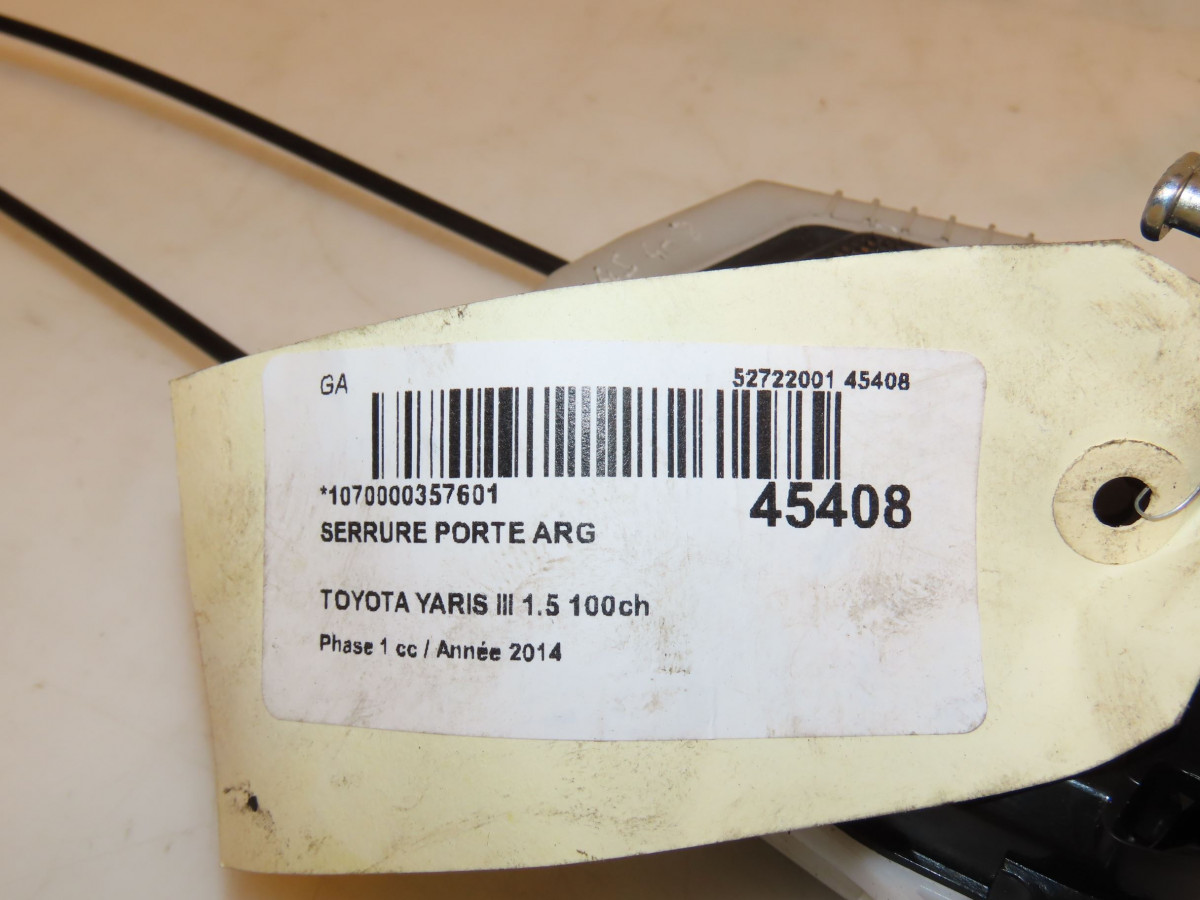 GA
52722001 45408
*1070000357601
45408
SERRURE PORTE ARG
TOYOTA YARIS III 1.5 100ch
Phase 1 cc / Année 2014